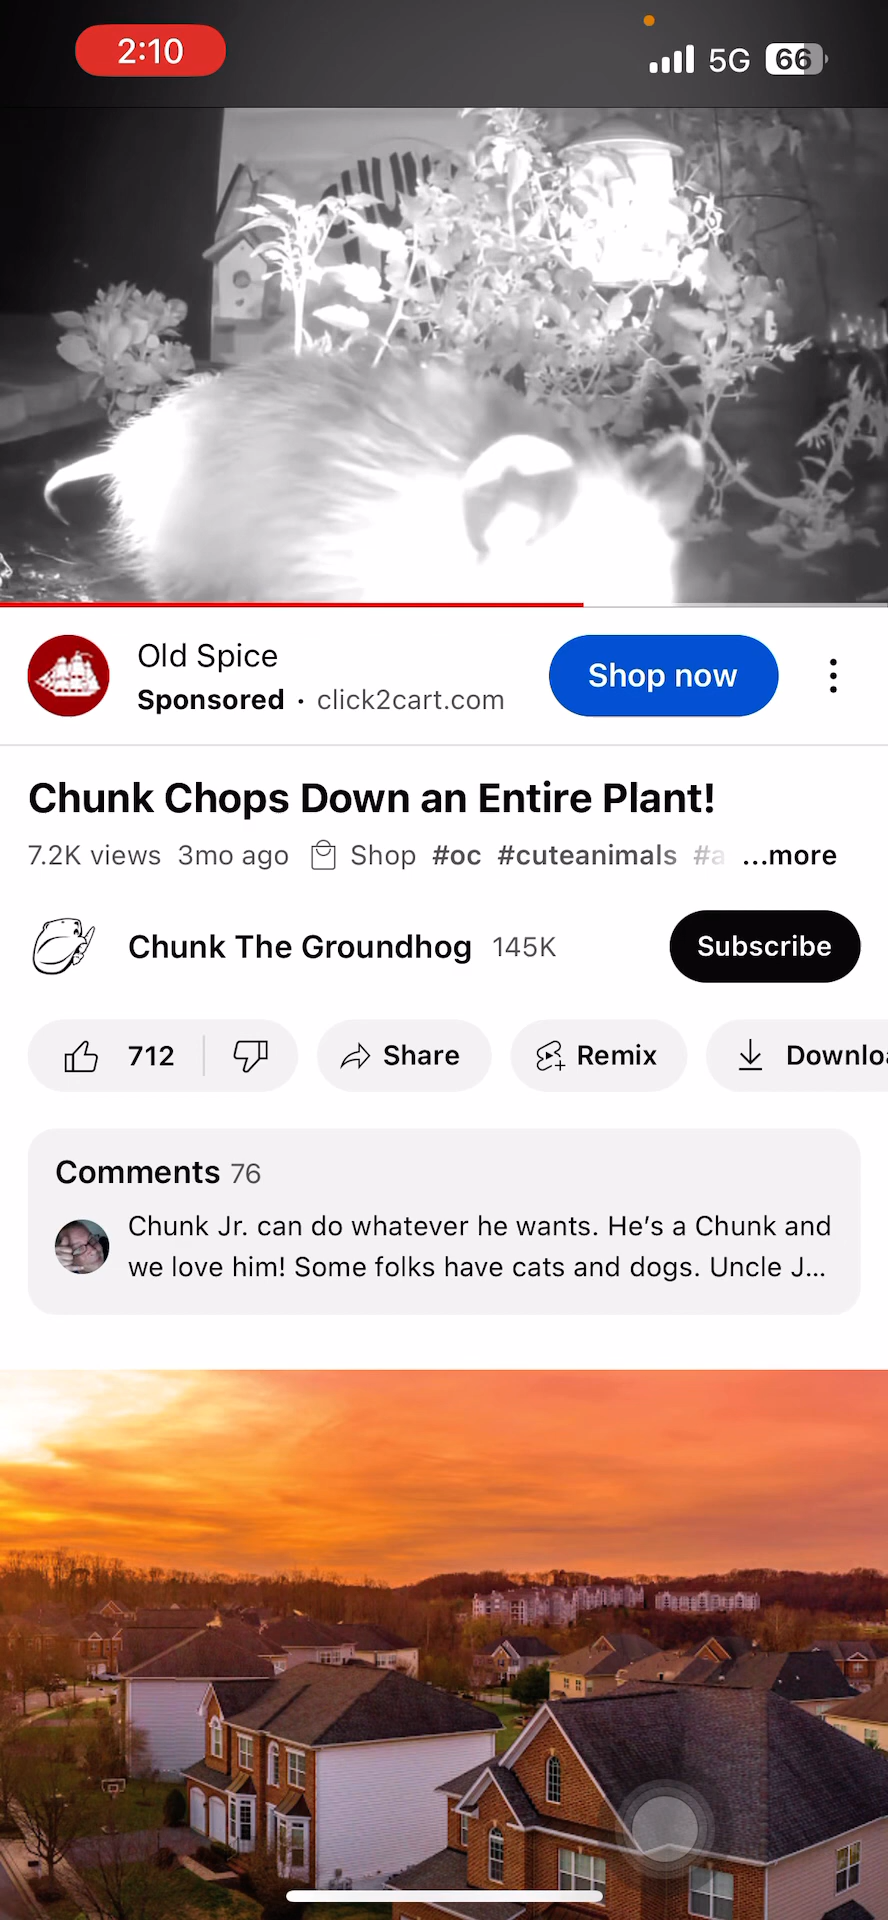 2:10
5G 66
Old Spice
Shop now
Sponsored · click2cart.com
Chunk Chops Down an Entire Plant!
7.2K views 3mo ago Shop #oc #cuteanimals #a ...more
Chunk The Groundhog 145K
Subscribe
712 Share Remix Downloa
Comments 76
Chunk Jr. can do whatever he wants. He's a Chunk and
we love him! Some folks have cats and dogs. Uncle J...